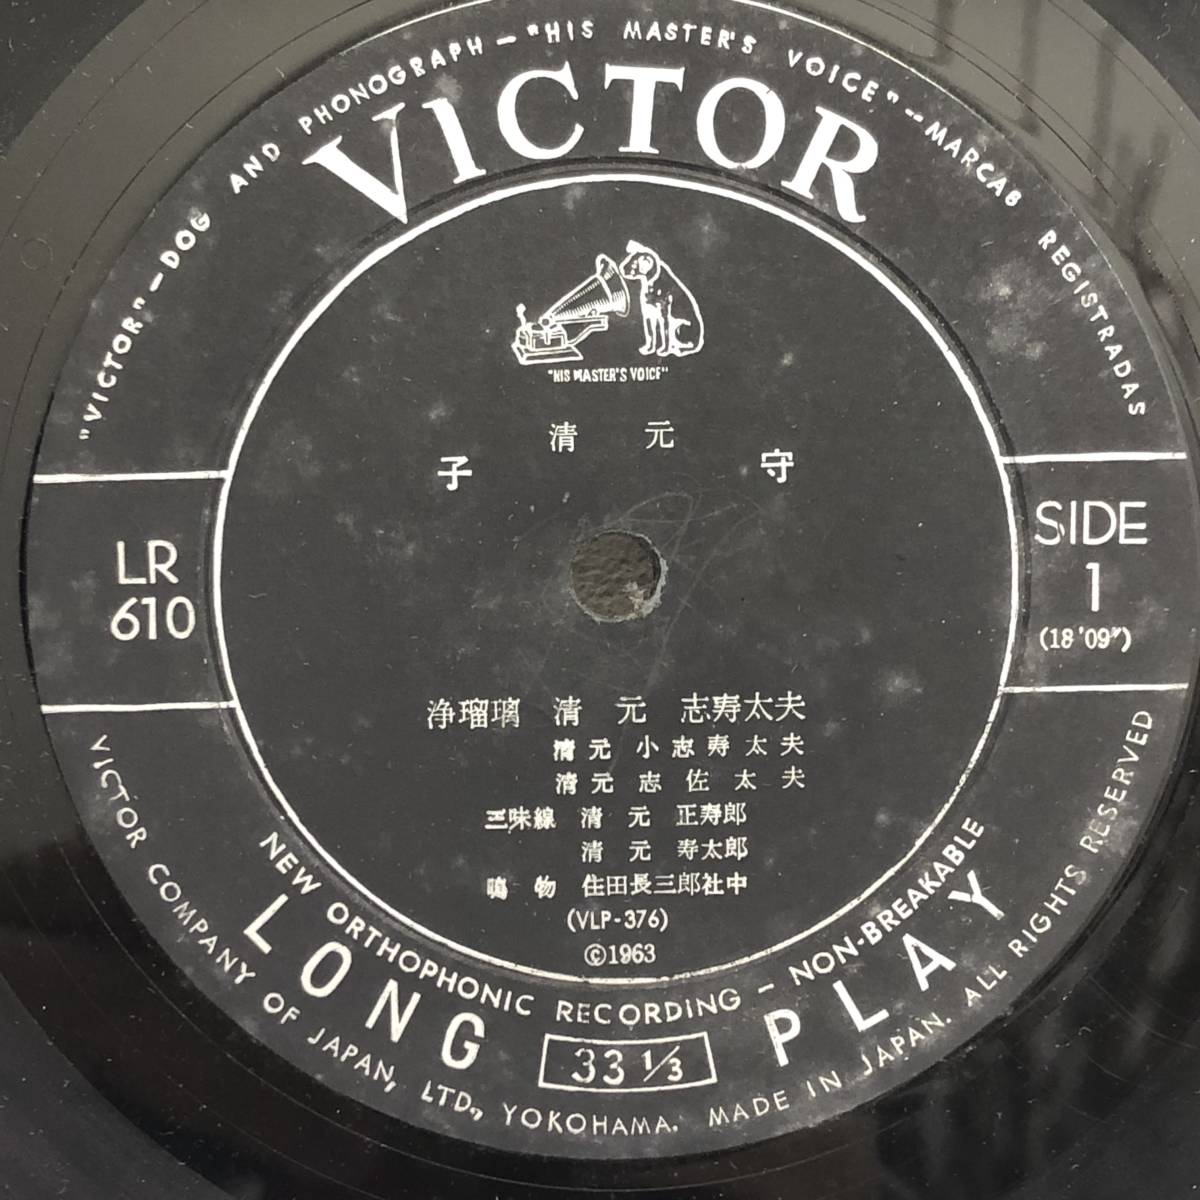 "VICTOR" — DOG AND PHONOGRAPH — "HIS MASTER'S VOICE" — MARCAS REGISTRADAS
VICTOR
"HIS MASTER'S VOICE"
清元
子守
LR
610
SIDE
1
(18'09")
浄瑠璃 清元 志寿太夫
清元 小志寿太夫
清元 志佐太夫
三味線 清元 正寿郎
清元 寿太郎
鳴物 住田長三郎社中
(VLP-376)
©1963
NEW ORTHOPHONIC RECORDING – NON-BREAKABLE
LONG 33 1/3 PLAY
VICTOR COMPANY OF JAPAN, LTD., YOKOHAMA. MADE IN JAPAN. ALL RIGHTS RESERVED